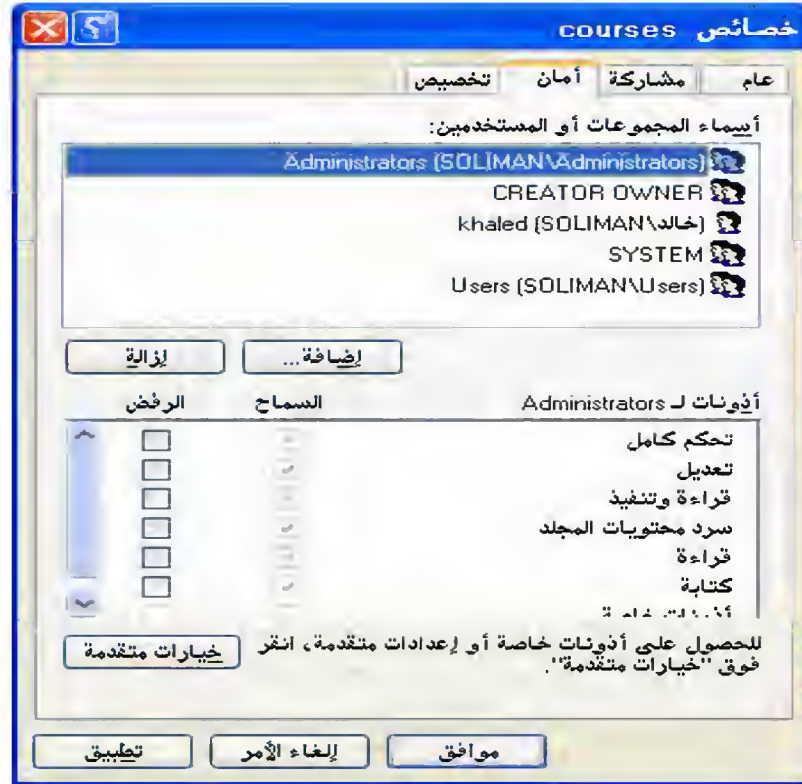 خصائص courses
عام مشاركة أمان تخصيص
أسماء المجموعات أو المستخدمين:
Administrators (SOLIMAN\Administrators)
CREATOR OWNER
khaled (SOLIMAN\خالد)
SYSTEM
Users (SOLIMAN\Users)
إضافة... إزالة
أذونات لـ Administrators السماح الرفض
تحكم كامل
تعديل
قراءة وتنفيذ
سرد محتويات المجلد
قراءة
كتابة
أذونات خاصة
للحصول على أذونات خاصة أو إعدادات متقدمة، انقر
فوق "خيارات متقدمة".
خيارات متقدمة
موافق إلغاء الأمر تطبيق